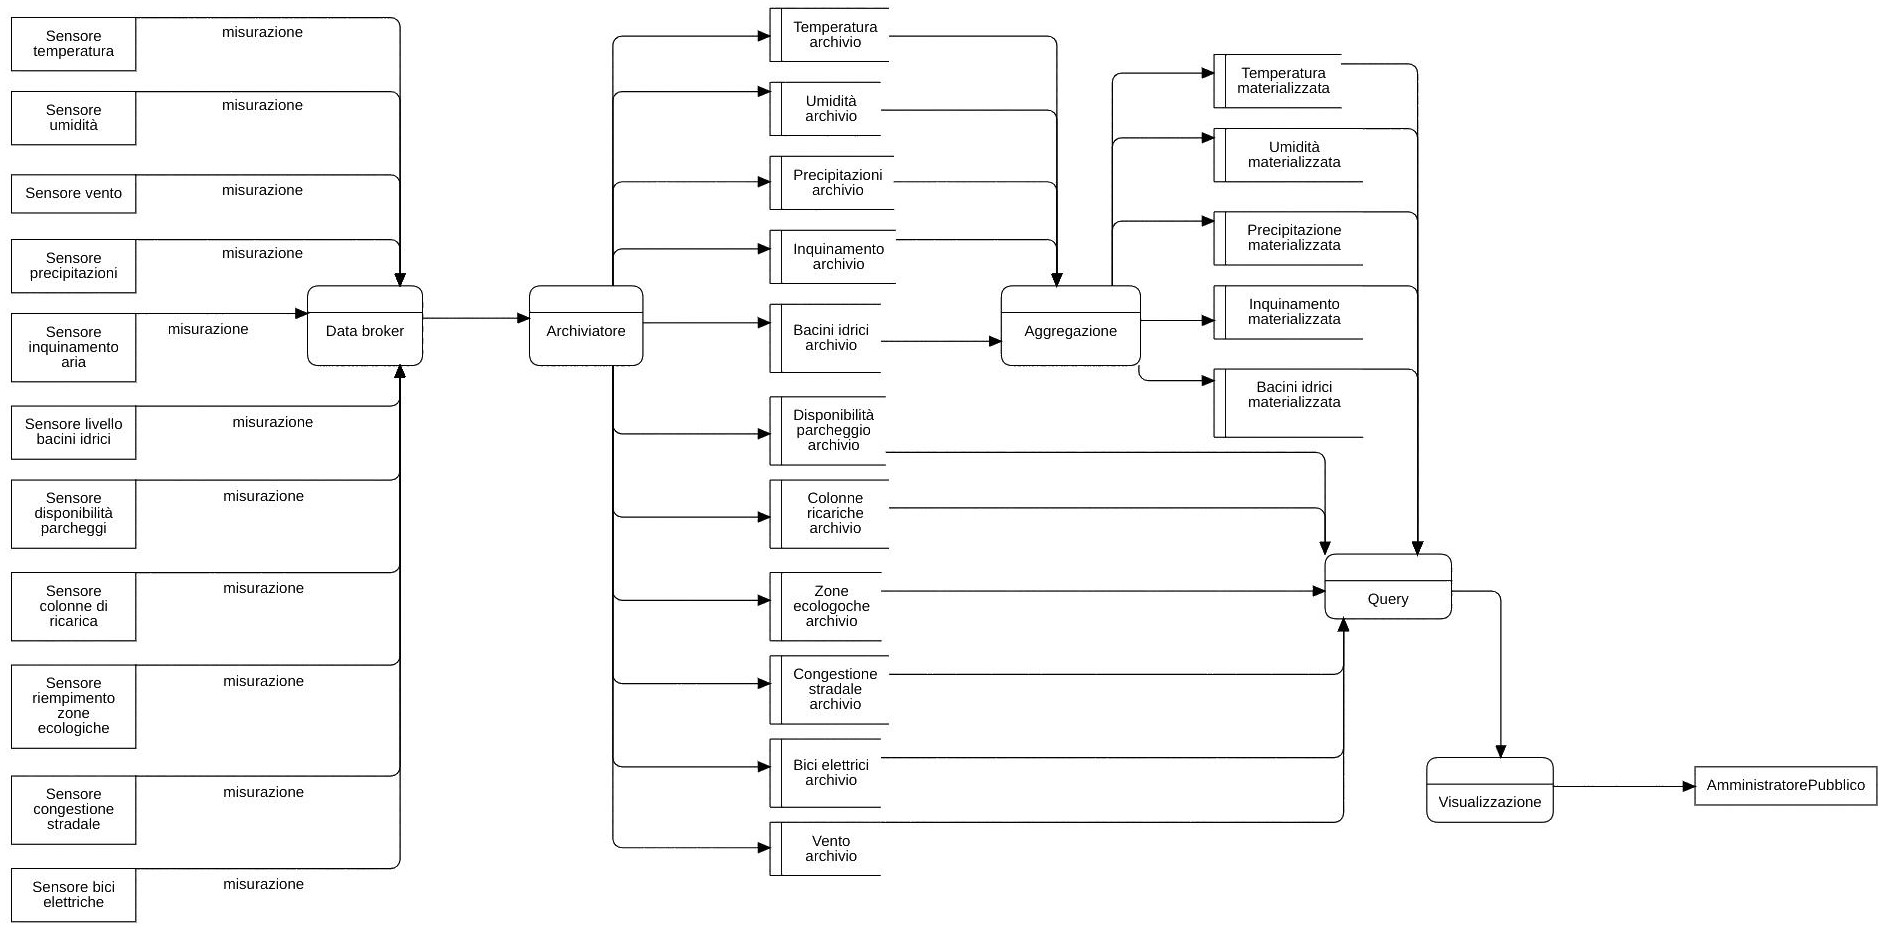 Sensore
temperatura
misurazione
Sensore
umidità
misurazione
Sensore vento
misurazione
Sensore
precipitazioni
misurazione
Sensore
inquinamento
aria
misurazione
Sensore livello
bacini idrici
misurazione
Sensore
disponibilità
parcheggi
misurazione
Sensore
colonne di
ricarica
misurazione
Sensore
riempimento
zone
ecologiche
misurazione
Sensore
congestione
stradale
misurazione
Sensore bici
elettriche
misurazione
Data broker
Archiviatore
Temperatura
archivio
Umidità
archivio
Precipitazioni
archivio
Inquinamento
archivio
Bacini idrici
archivio
Disponibilità
parcheggio
archivio
Colonne
ricariche
archivio
Zone
ecologoche
archivio
Congestione
stradale
archivio
Bici elettrici
archivio
Vento
archivio
Aggregazione
Temperatura
materializzata
Umidità
materializzata
Precipitazione
materializzata
Inquinamento
materializzata
Bacini idrici
materializzata
Query
Visualizzazione
AmministratorePubblico